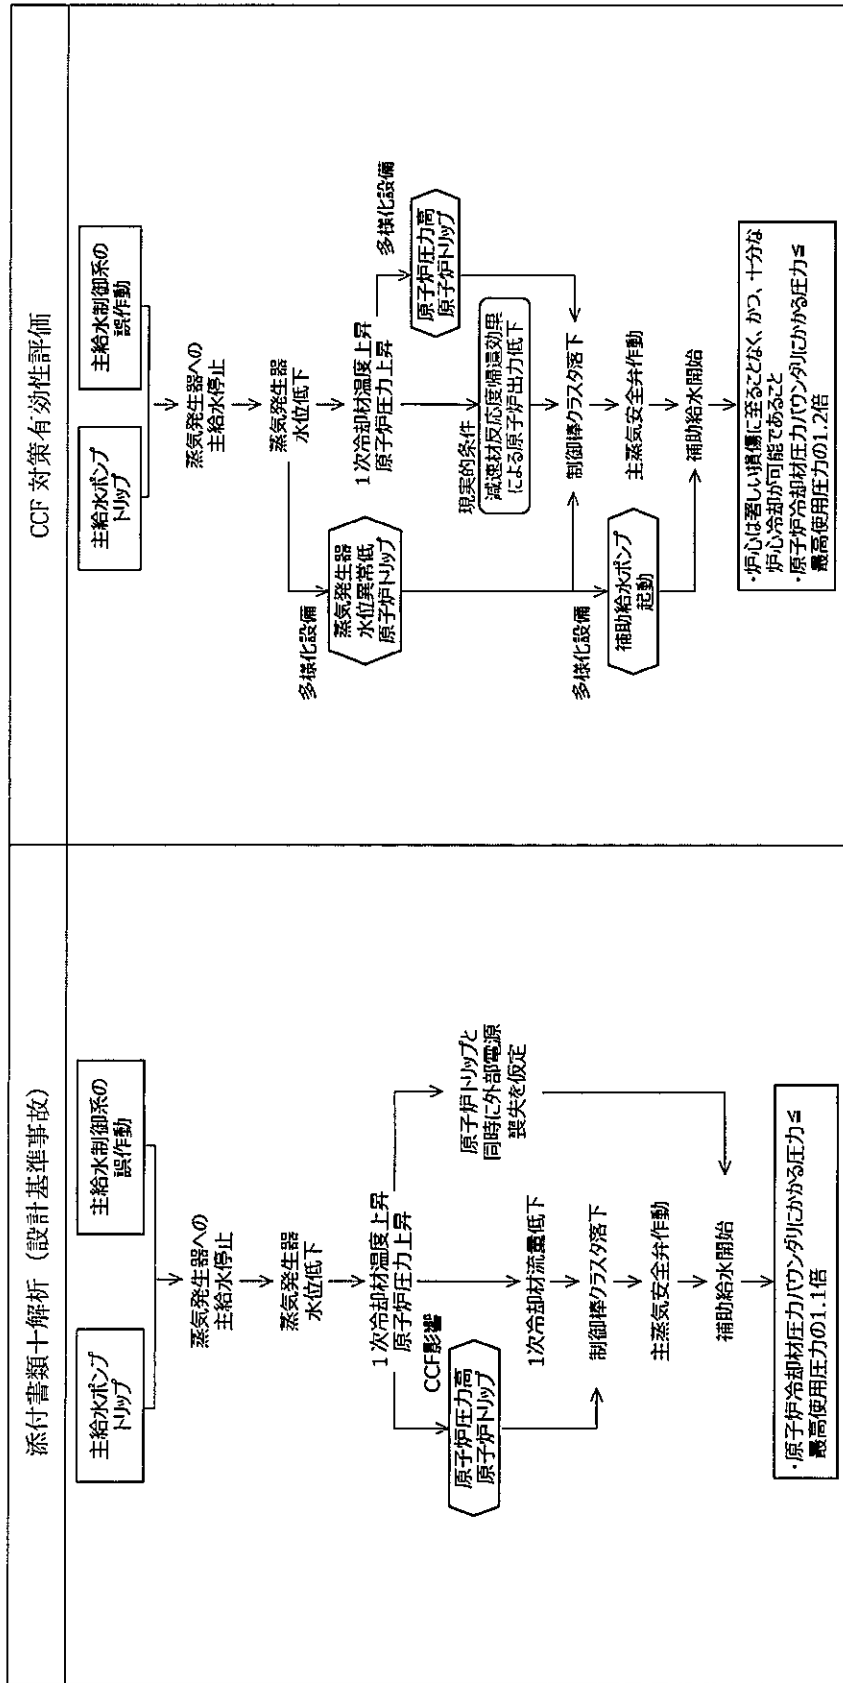 添付書類十解析（設計基準事故）
主給水ポンプ
トリップ
主給水制御系の
誤作動
蒸気発生器への
主給水停止
蒸気発生器
水位低下
1次冷却材温度上昇
原子炉圧力上昇
CCF影響
原子炉圧力高
原子炉トリップ
原子炉トリップと
同時に外部電源
喪失を仮定
1次冷却材流量低下
制御棒クラスタ落下
主蒸気安全弁作動
補助給水開始
・原子炉冷却材圧力バウンダリにかかる圧力≦
最高使用圧力の1.1倍
CCF 対策有効性評価
主給水ポンプ
トリップ
主給水制御系の
誤作動
蒸気発生器への
主給水停止
蒸気発生器
水位低下
多様化設備
蒸気発生器
水位異常低
原子炉トリップ
1次冷却材温度上昇
原子炉圧力上昇
多様化設備
原子炉圧力高
原子炉トリップ
現実的条件
減速材反応度帰還効果
による原子炉出力低下
制御棒クラスタ落下
主蒸気安全弁作動
多様化設備
補助給水ポンプ
起動
補助給水開始
・炉心は著しい損傷に至ることなく、かつ、十分な
炉心冷却が可能であること
・原子炉冷却材圧力バウンダリにかかる圧力≦
最高使用圧力の1.2倍